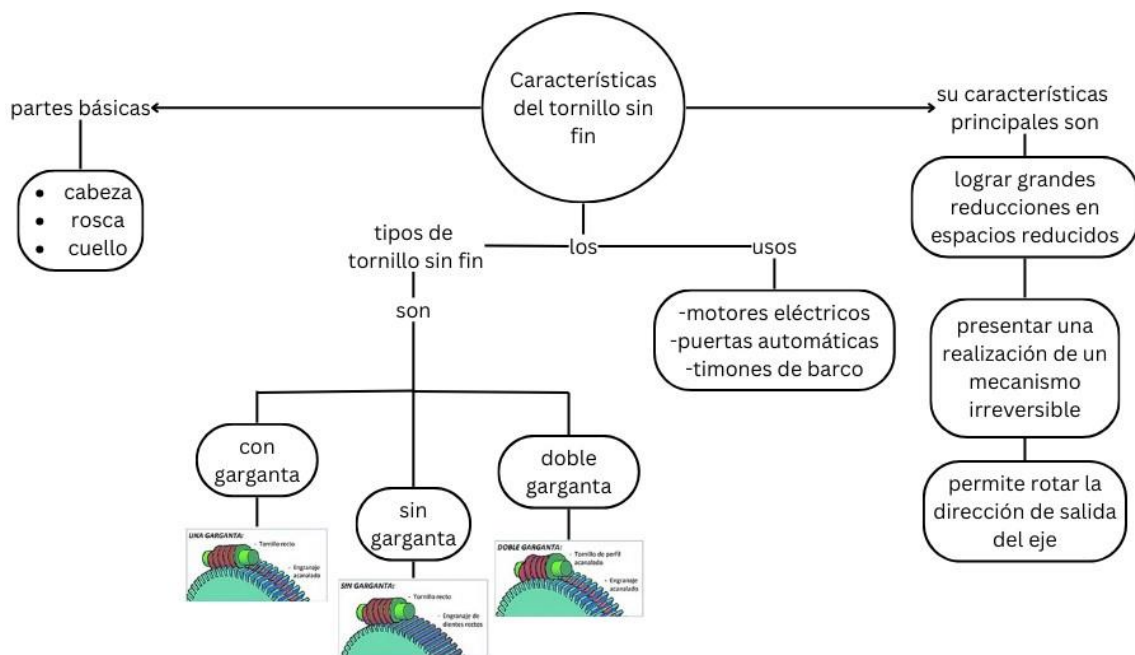 Características
del tornillo sin
fin
partes básicas
• cabeza
• rosca
• cuello
su características
principales son
lograr grandes
reducciones en
espacios reducidos
presentar una
realización de un
mecanismo
irreversible
permite rotar la
dirección de salida
del eje
los
tipos de
tornillo sin fin
son
usos
-motores eléctricos
-puertas automáticas
-timones de barco
con
garganta
sin
garganta
doble
garganta
UNA GARGANTA:
- Tornillo recto
- Engranaje
acanalado
SIN GARGANTA:
- Tornillo recto
- Engranaje de
dientes rectos
DOBLE GARGANTA:
- Tornillo de perfil
acanalado
- Engranaje
acanalado